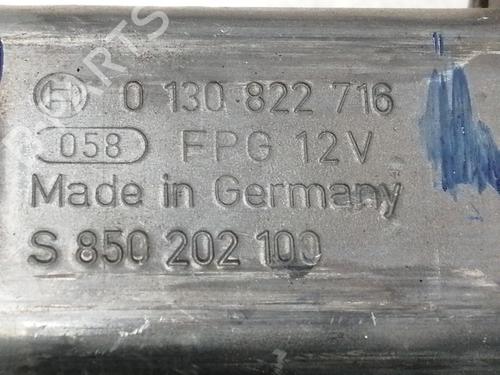 0 130 822 716
058 FPG 12V
Made in Germany
S 850 202 100